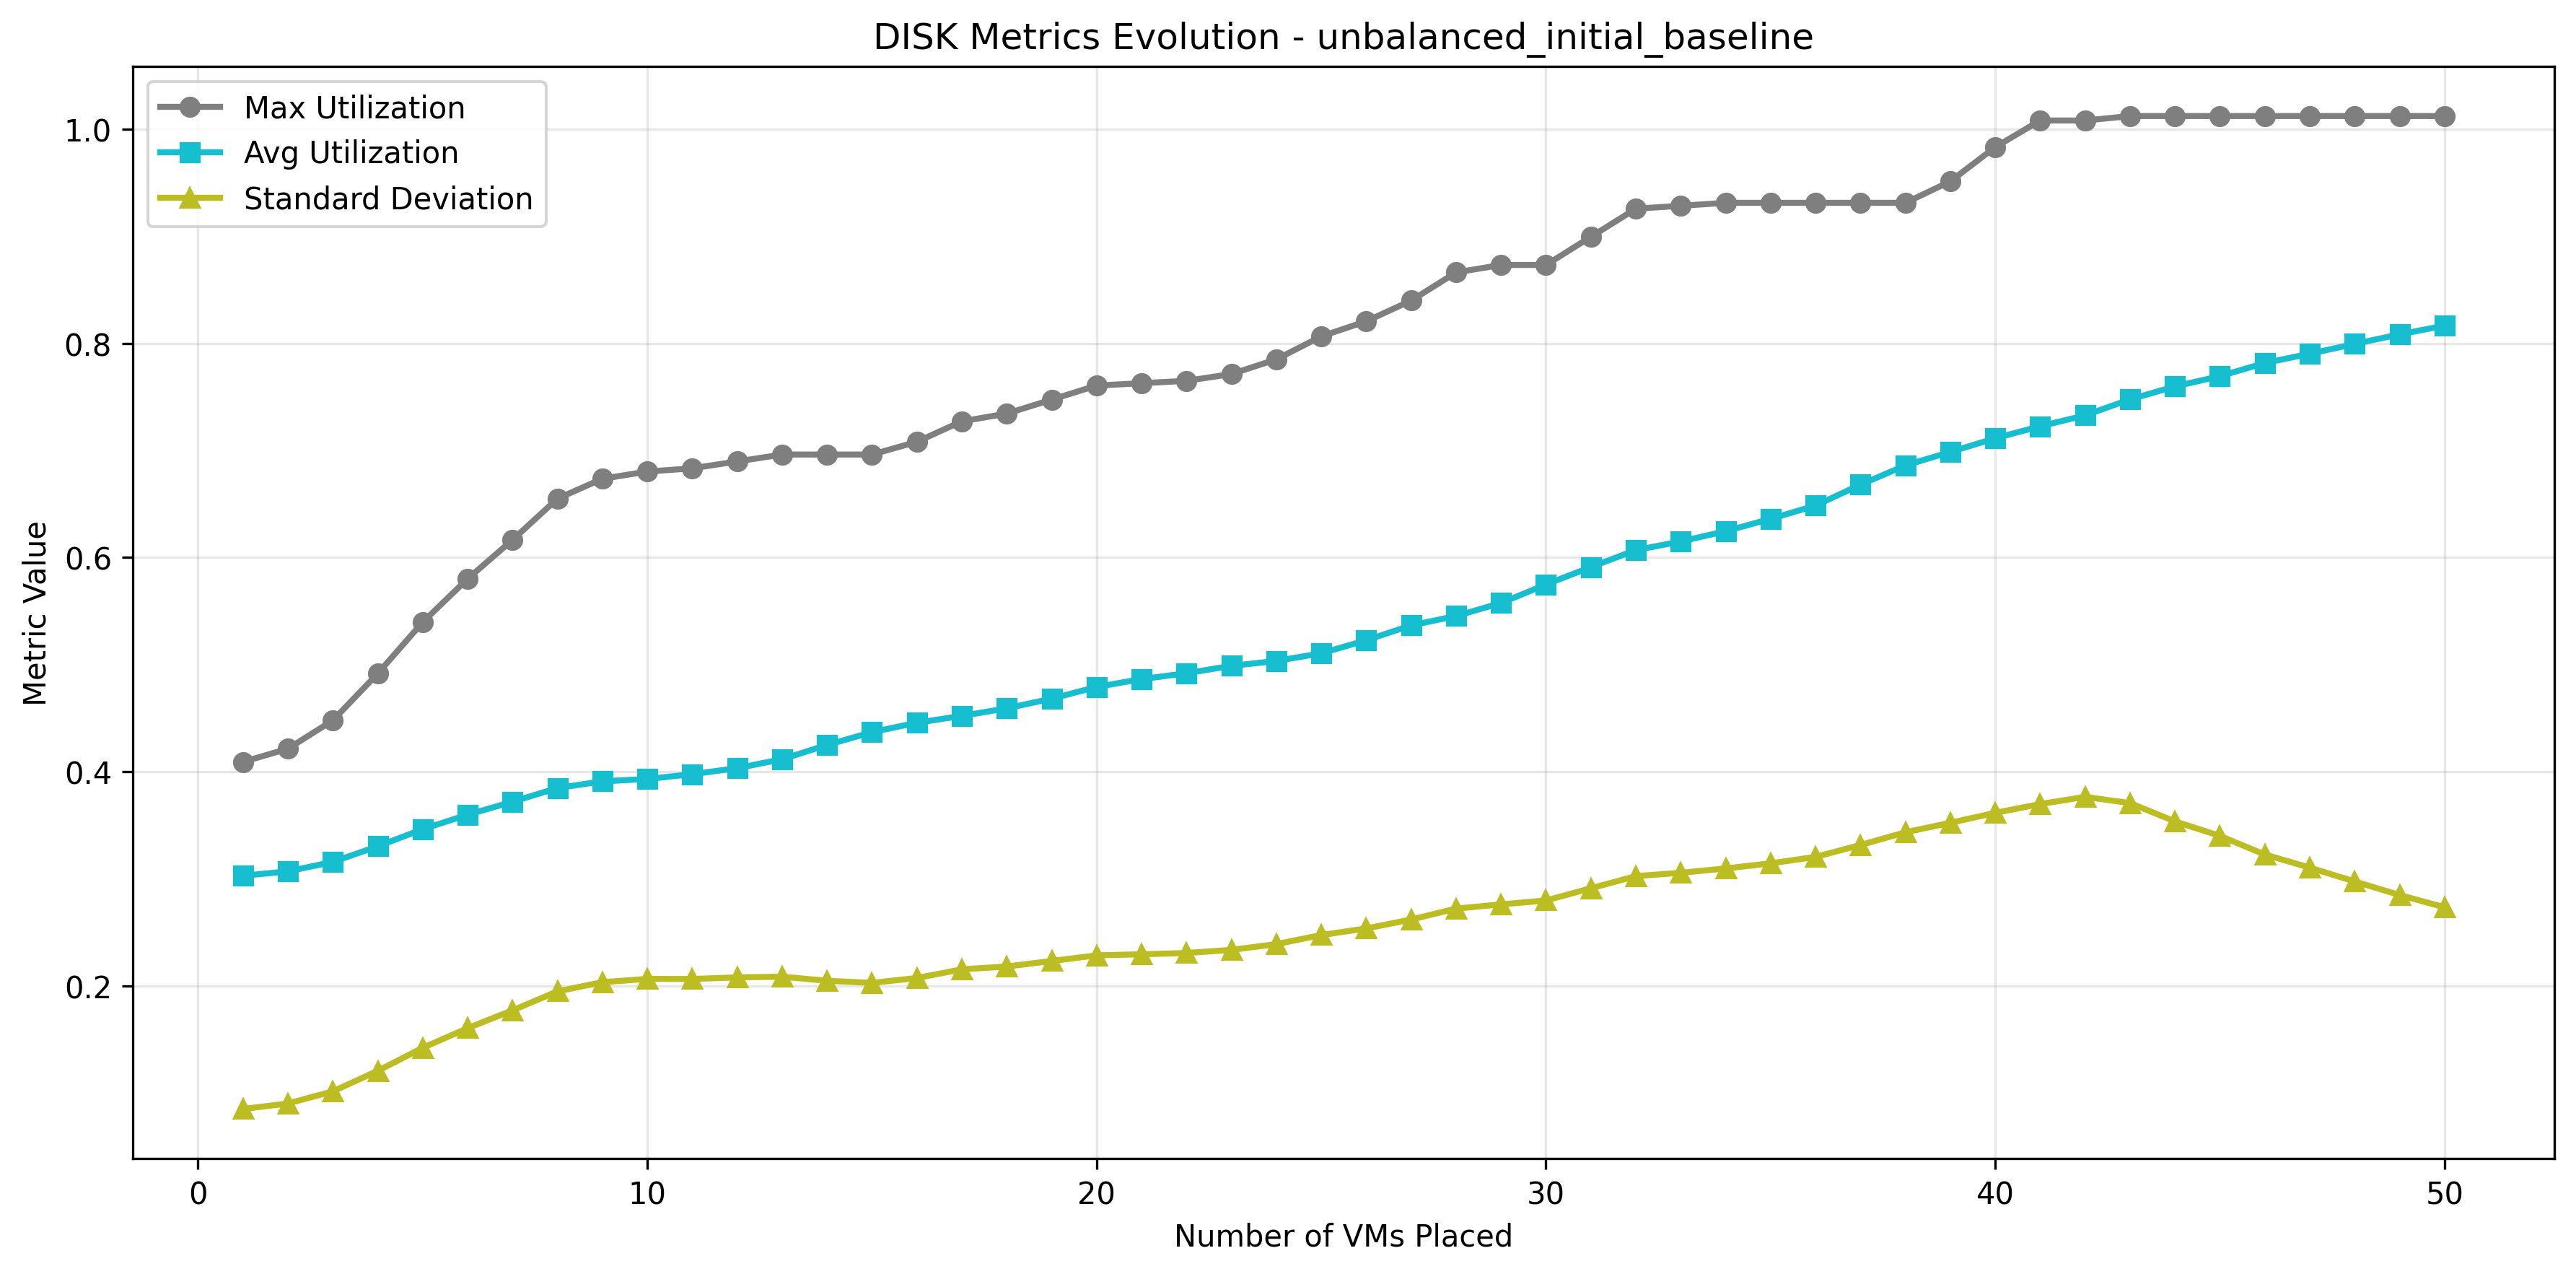 DISK Metrics Evolution - unbalanced_initial_baseline
Max Utilization
Avg Utilization
Standard Deviation
Metric Value
1.0
0.8
0.6
0.4
0.2
0 10 20 30 40 50
Number of VMs Placed